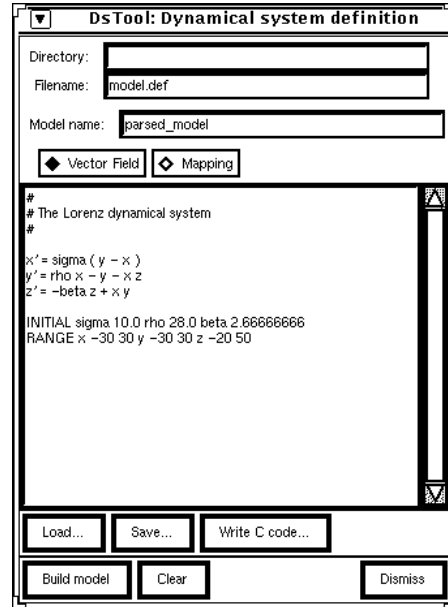 DsTool: Dynamical system definition
Directory:
Filename: model.def
Model name: parsed_model
Vector Field Mapping
#
# The Lorenz dynamical system
#
x' = sigma ( y − x )
y' = rho x − y − x z
z' = −beta z + x y
INITIAL sigma 10.0 rho 28.0 beta 2.66666666
RANGE x −30 30 y −30 30 z −20 50
Load... Save... Write C code...
Build model Clear Dismiss